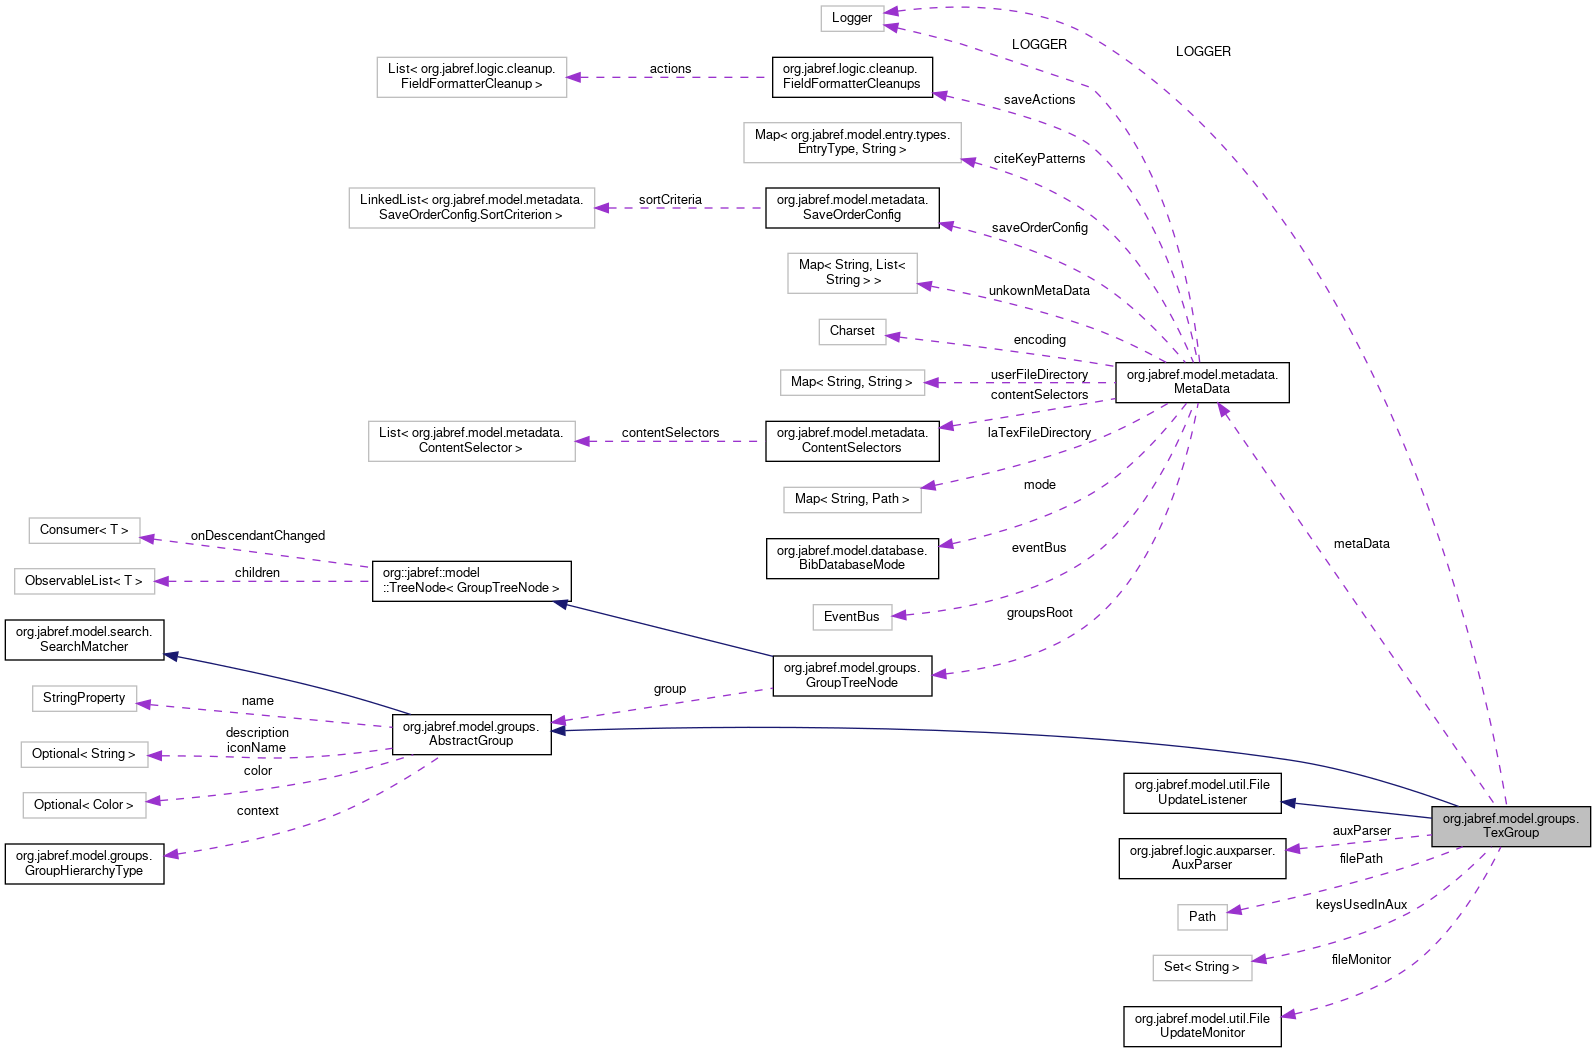 Logger
LOGGER
LOGGER
List< org.jabref.logic.cleanup.
FieldFormatterCleanup >
actions
org.jabref.logic.cleanup.
FieldFormatterCleanups
saveActions
Map< org.jabref.model.entry.types.
EntryType, String >
citeKeyPatterns
LinkedList< org.jabref.model.metadata.
SaveOrderConfig.SortCriterion >
sortCriteria
org.jabref.model.metadata.
SaveOrderConfig
saveOrderConfig
Map< String, List<
String > >
unkownMetaData
Charset
encoding
Map< String, String >
userFileDirectory
org.jabref.model.metadata.
MetaData
contentSelectors
List< org.jabref.model.metadata.
ContentSelector >
contentSelectors
org.jabref.model.metadata.
ContentSelectors
laTexFileDirectory
Map< String, Path >
mode
org.jabref.model.database.
BibDatabaseMode
eventBus
metaData
Consumer< T >
onDescendantChanged
ObservableList< T >
children
org::jabref::model
::TreeNode< GroupTreeNode >
EventBus
groupsRoot
org.jabref.model.search.
SearchMatcher
org.jabref.model.groups.
GroupTreeNode
group
StringProperty
name
org.jabref.model.groups.
AbstractGroup
Optional< String >
description
iconName
Optional< Color >
color
context
org.jabref.model.groups.
GroupHierarchyType
org.jabref.model.util.File
UpdateListener
org.jabref.model.groups.
TexGroup
auxParser
org.jabref.logic.auxparser.
AuxParser
filePath
Path
keysUsedInAux
Set< String >
fileMonitor
org.jabref.model.util.File
UpdateMonitor